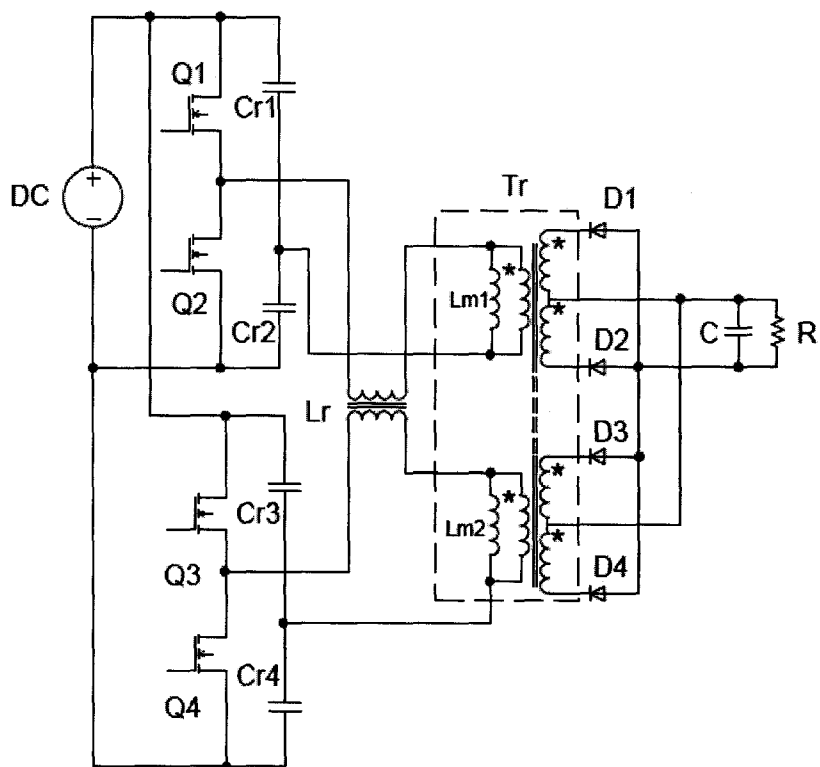 Q1
Cr1
DC
+
−
Tr
D1
*
*
Lm1
*
Q2
Cr2
D2
C
R
Lr
D3
*
*
Cr3
Lm2
*
Q3
D4
Cr4
Q4